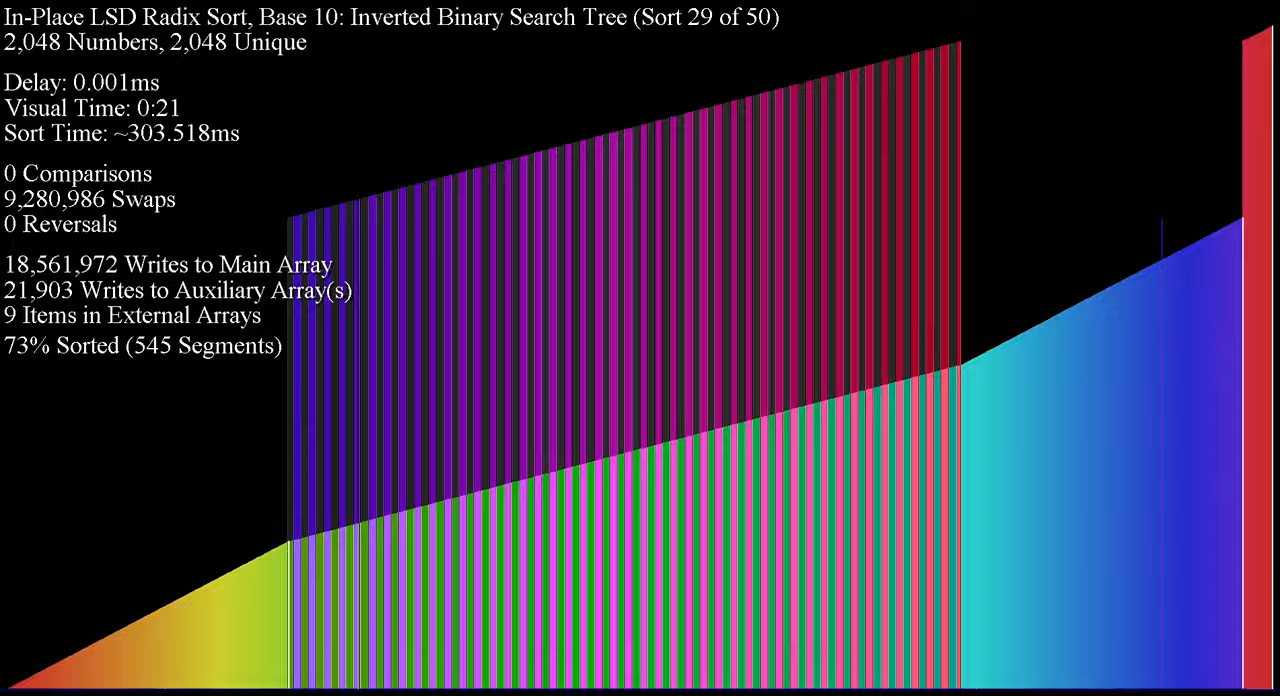 In-Place LSD Radix Sort, Base 10: Inverted Binary Search Tree (Sort 29 of 50)
2,048 Numbers, 2,048 Unique
Delay: 0.001ms
Visual Time: 0:21
Sort Time: ~303.518ms
0 Comparisons
9,280,986 Swaps
0 Reversals
18,561,972 Writes to Main Array
21,903 Writes to Auxiliary Array(s)
9 Items in External Arrays
73% Sorted (545 Segments)